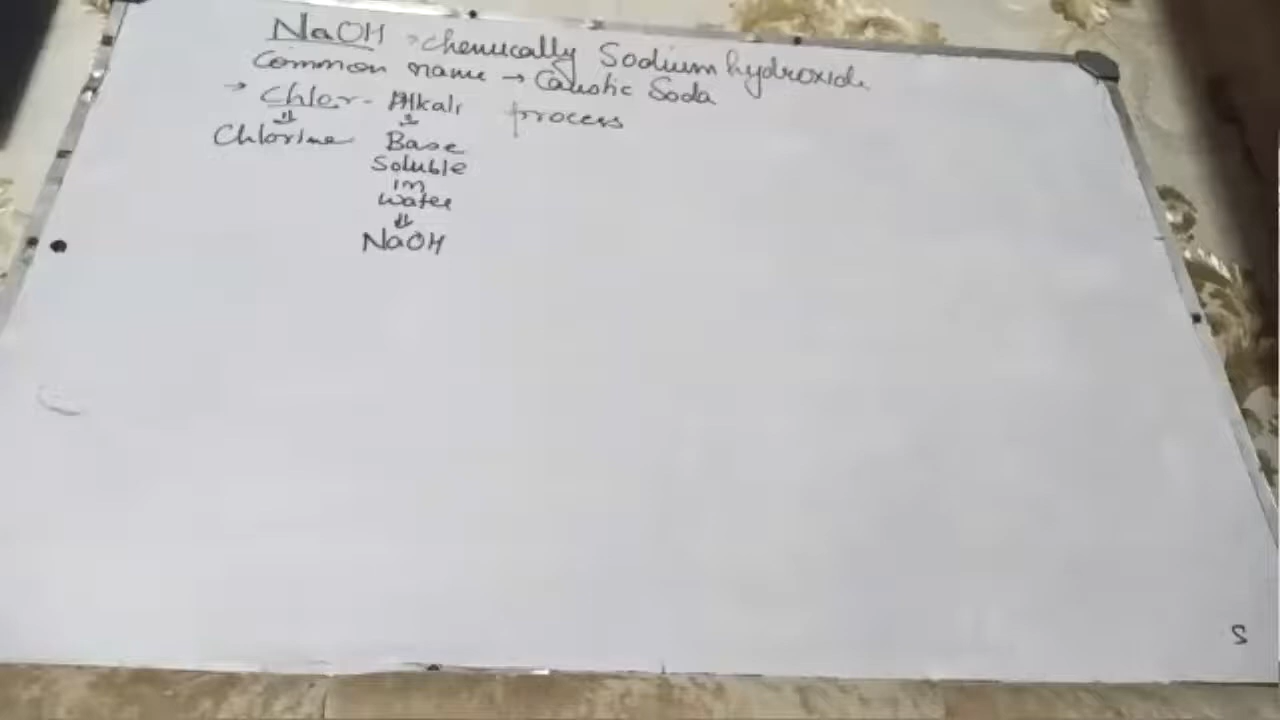 NaOH → chemically Sodium hydroxide
Common name → Caustic Soda
→ Chlor - Alkali process
⇓ ⇓
Chlorine Base
Soluble
in
water
⇓
NaOH
S